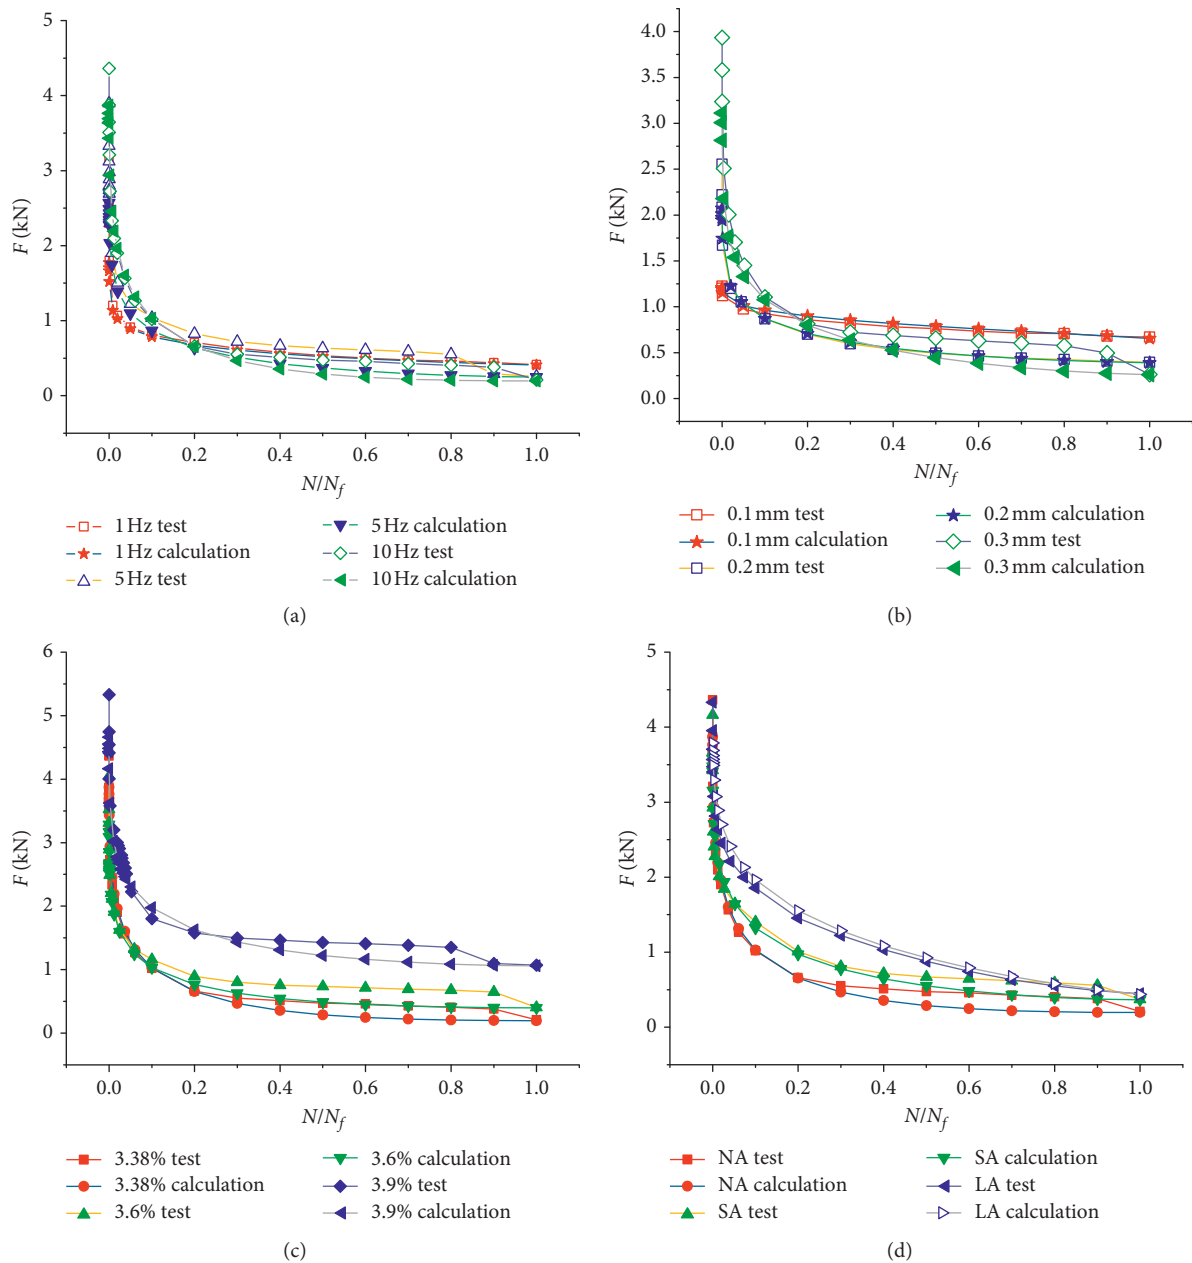 5
4
3
2
1
0
F (kN)
0.0 0.2 0.4 0.6 0.8 1.0
N/Nf
1 Hz test
1 Hz calculation
5 Hz test
5 Hz calculation
10 Hz test
10 Hz calculation
(a)
4.0
3.5
3.0
2.5
2.0
1.5
1.0
0.5
0.0
F (kN)
0.0 0.2 0.4 0.6 0.8 1.0
N/Nf
0.1 mm test
0.1 mm calculation
0.2 mm test
0.2 mm calculation
0.3 mm test
0.3 mm calculation
(b)
6
5
4
3
2
1
0
F (kN)
0.0 0.2 0.4 0.6 0.8 1.0
N/Nf
3.38% test
3.38% calculation
3.6% test
3.6% calculation
3.9% test
3.9% calculation
(c)
5
4
3
2
1
0
F (kN)
0.0 0.2 0.4 0.6 0.8 1.0
N/Nf
NA test
NA calculation
SA test
SA calculation
LA test
LA calculation
(d)